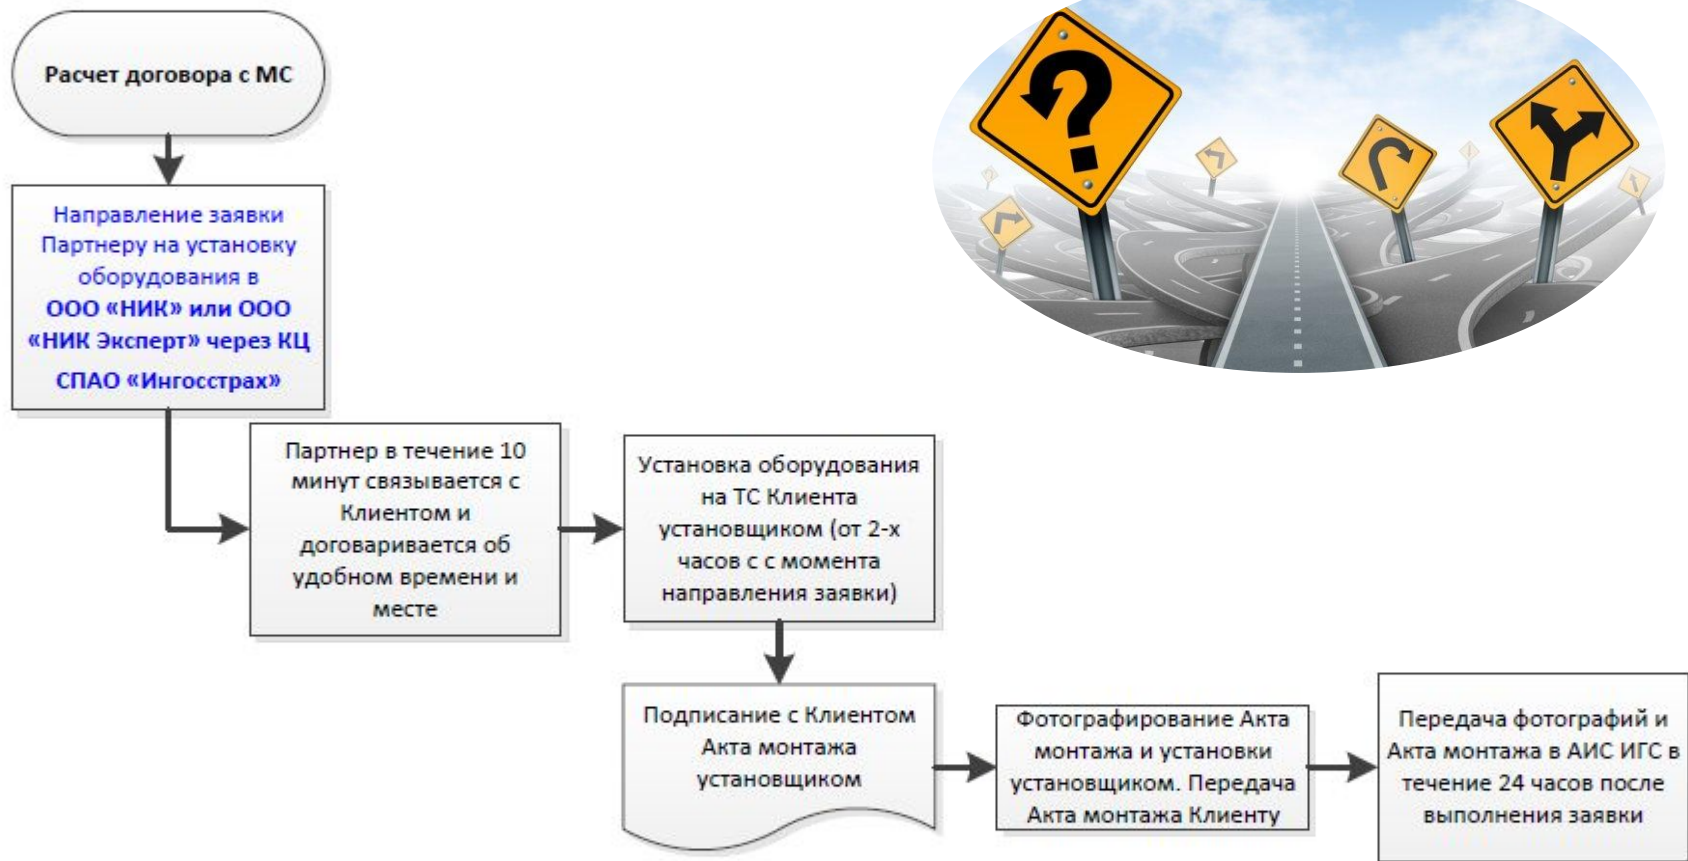 Расчет договора с МС
Направление заявки
Партнеру на установку
оборудования в
ООО «НИК» или ООО
«НИК Эксперт» через КЦ
СПАО «Ингосстрах»
Партнер в течение 10
минут связывается с
Клиентом и
договаривается об
удобном времени и
месте
Установка оборудования
на ТС Клиента
установщиком (от 2-х
часов с с момента
направления заявки)
Подписание с Клиентом
Акта монтажа
установщиком
Фотографирование Акта
монтажа и установки
установщиком. Передача
Акта монтажа Клиенту
Передача фотографий и
Акта монтажа в АИС ИГС в
течение 24 часов после
выполнения заявки